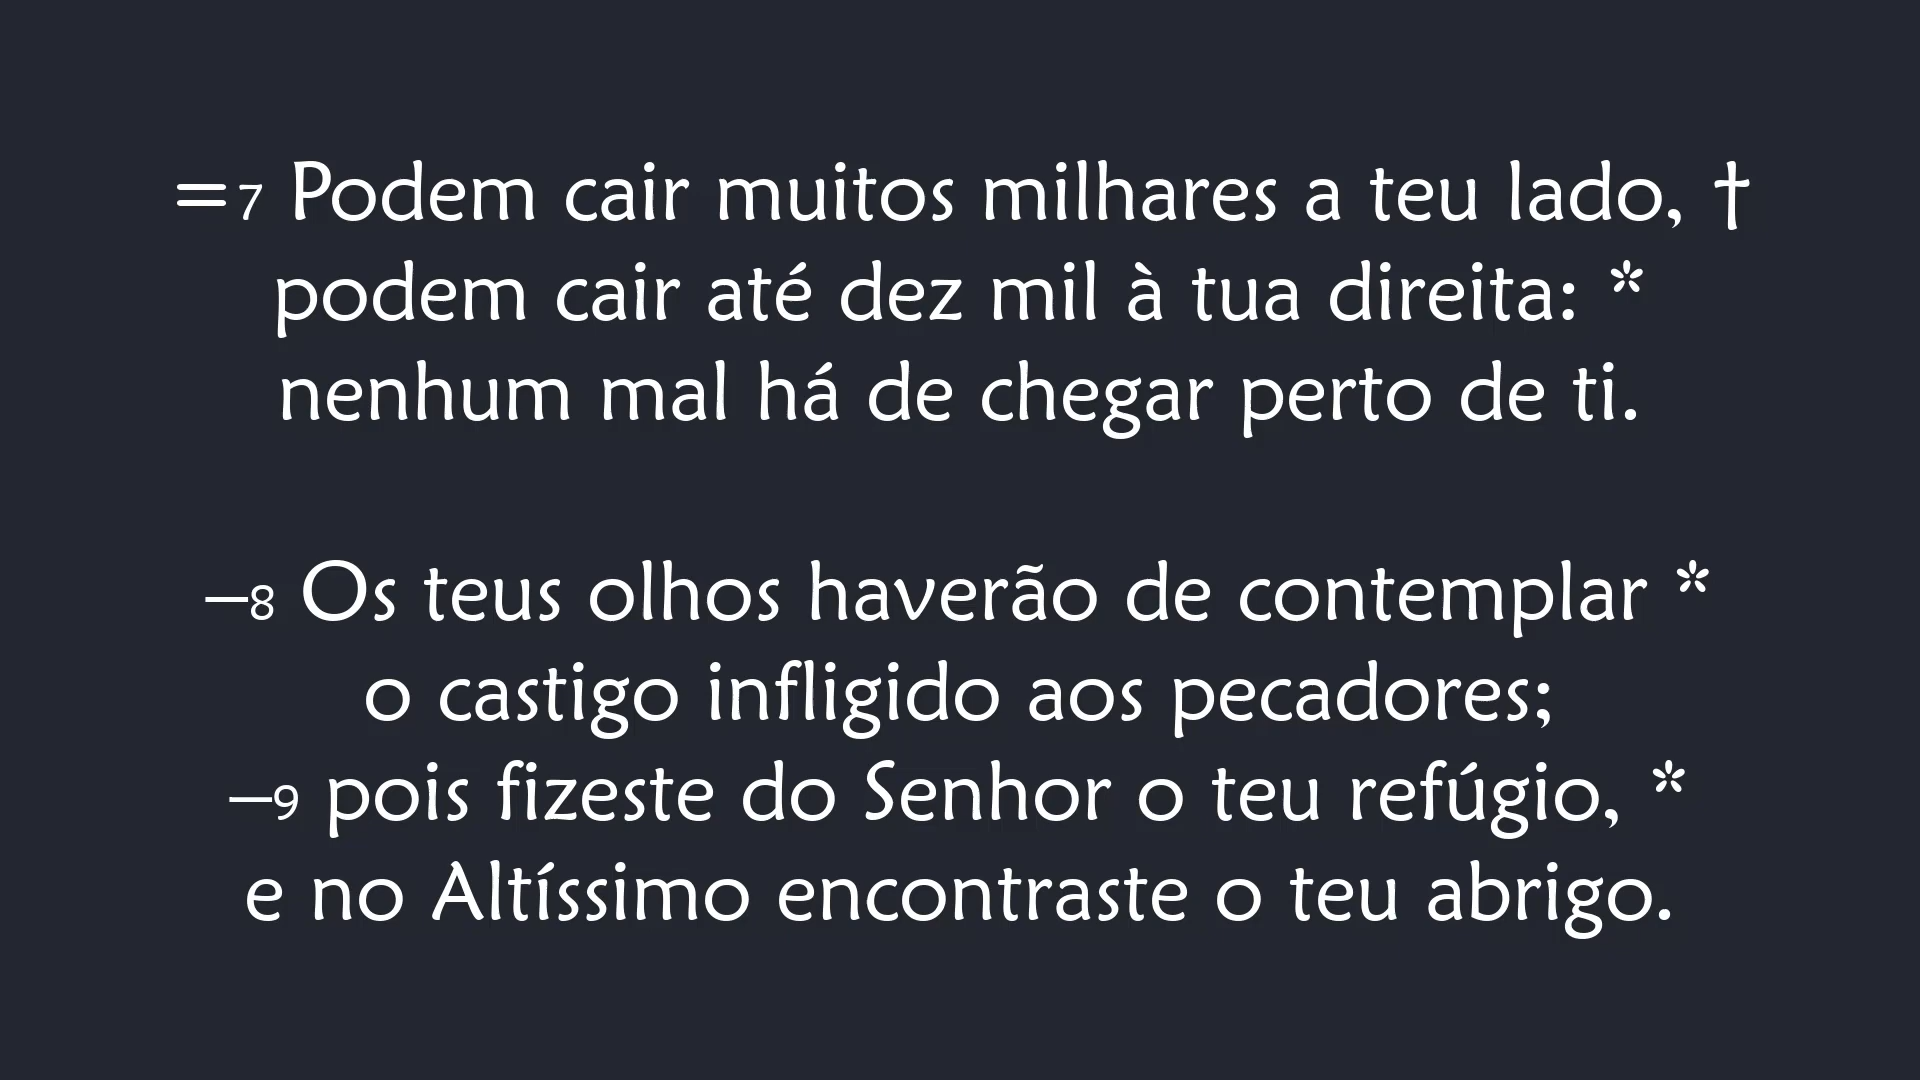 =7 Podem cair muitos milhares a teu lado, †
podem cair até dez mil à tua direita: *
nenhum mal há de chegar perto de ti.
–8 Os teus olhos haverão de contemplar *
o castigo infligido aos pecadores;
–9 pois fizeste do Senhor o teu refúgio, *
e no Altíssimo encontraste o teu abrigo.